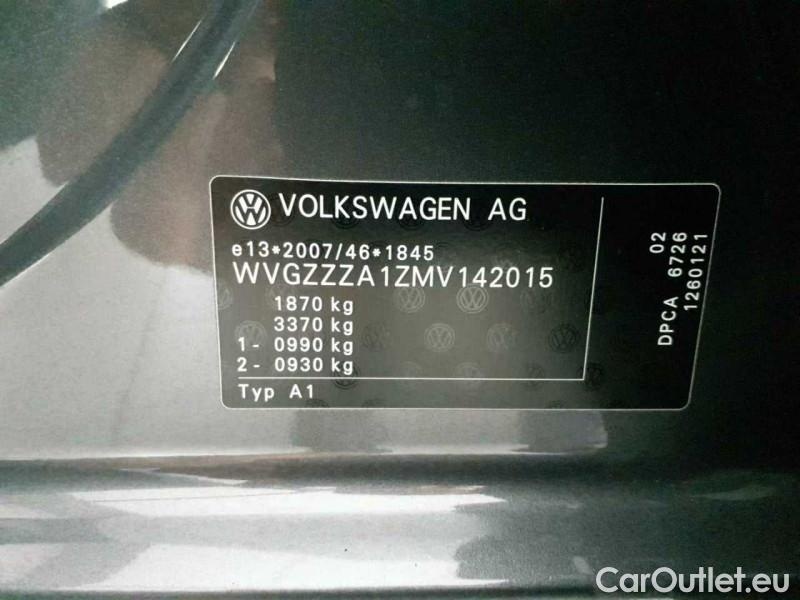 VOLKSWAGEN AG
e13*2007/46*1845
WVGZZZA1ZMV142015
1870 kg
3370 kg
1- 0990 kg
2- 0930 kg
Typ A1
02
DPCA 6726
1260121
CarOutlet.eu